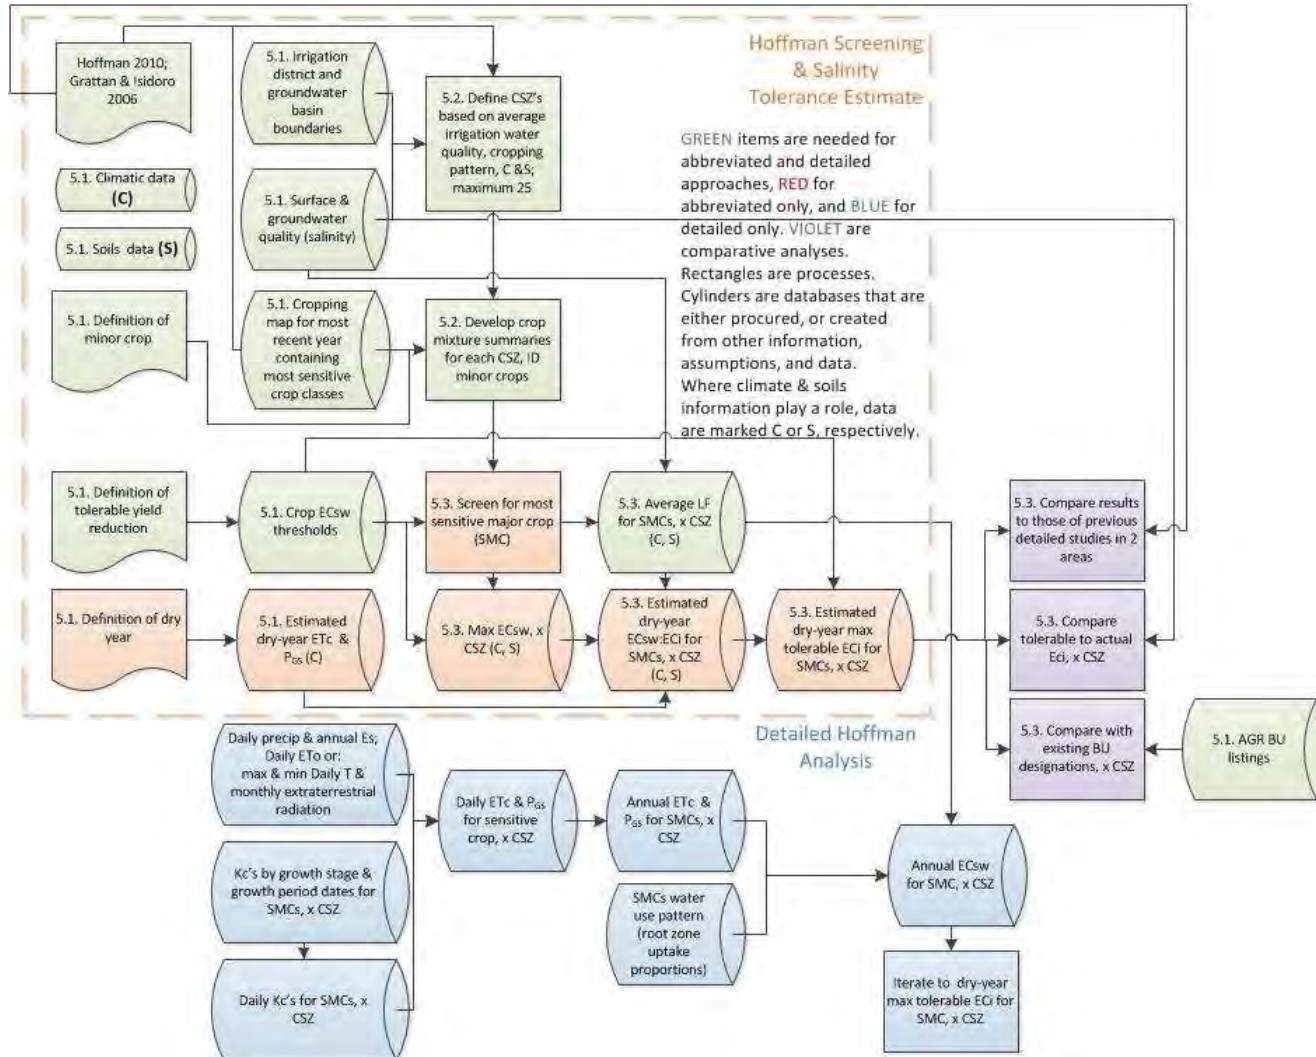 Hoffman 2010;
Grattan & Isidoro
2006
5.1. Irrigation
district and
groundwater
basin
boundaries
5.2. Define CSZ's
based on average
irrigation water
quality, cropping
pattern, C &S;
maximum 25
Hoffman Screening
& Salinity
Tolerance Estimate
GREEN items are needed for
abbreviated and detailed
approaches, RED for
abbreviated only, and BLUE for
detailed only. VIOLET are
comparative analyses.
Rectangles are processes.
Cylinders are databases that are
either procured, or created
from other information,
assumptions, and data.
Where climate & soils
information play a role, data
are marked C or S, respectively.
5.1. Climatic data
(C)
5.1. Soils data (S)
5.1. Surface &
groundwater
quality (salinity)
5.1. Definition of
minor crop
5.1. Cropping
map for most
recent year
containing
most sensitive
crop classes
5.2. Develop crop
mixture summaries
for each CSZ, ID
minor crops
5.1. Definition of
tolerable yield
reduction
5.1. Crop ECsw
thresholds
5.3. Screen for most
sensitive major crop
(SMC)
5.3. Average LF
for SMCs, x CSZ
(C, S)
5.3. Compare results
to those of previous
detailed studies in 2
areas
5.1. Definition of dry
year
5.1. Estimated
dry-year ETc &
PGS (C)
5.3. Max ECsw, x
CSZ (C, S)
5.3. Estimated
dry-year
ECsw:ECi for
SMCs, x CSZ
(C, S)
5.3. Estimated
dry-year max
tolerable ECi for
SMCs, x CSZ
5.3. Compare
tolerable to actual
Eci, x CSZ
Detailed Hoffman
Analysis
5.3. Compare with
existing BU
designations, x CSZ
5.1. AGR BU
listings
Daily precip & annual Es;
Daily ETo or:
max & min Daily T &
monthly extraterrestrial
radiation
Daily ETc & PGS
for sensitive
crop, x CSZ
Annual ETc &
PGS for SMCs, x
CSZ
Kc's by growth stage &
growth period dates for
SMCs, x CSZ
SMCs water
use pattern
(root zone
uptake
proportions)
Annual ECsw
for SMC, x CSZ
Daily Kc's for SMCs, x
CSZ
Iterate to dry-year
max tolerable ECi for
SMC, x CSZ